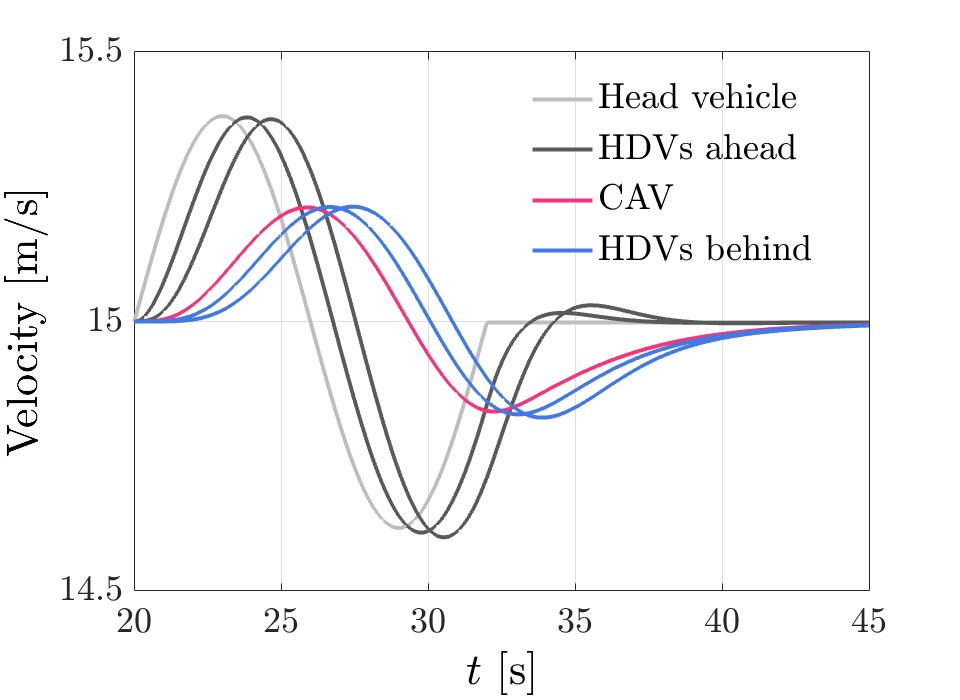 15.5
15
14.5
Velocity [m/s]
Head vehicle
HDVs ahead
CAV
HDVs behind
20 25 30 35 40 45
t [s]